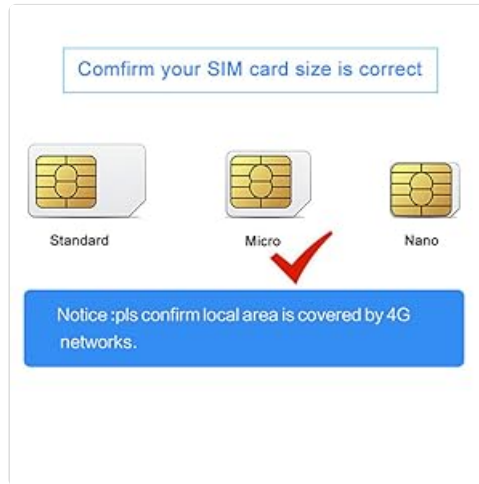 Comfirm your SIM card size is correct
Standard
Micro
Nano
Notice :pls confirm local area is covered by 4G
networks.